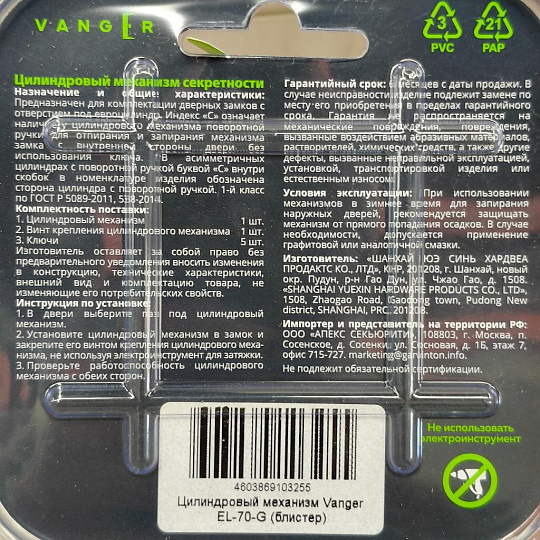 VANGER
3
PVC
21
PAP
Цилиндровый механизм секретности
Назначение и общие характеристики:
Предназначен для комплектации дверных замков с
отверстием под евроцилиндр. Индекс «С» означает
наличие у цилиндрового механизма поворотной
ручки для отпирания и запирания механизма
замка с внутренней стороны двери без
использования ключа. В асимметричных
цилиндрах с поворотной ручкой буквой «С» внутри
скобок в номенклатуре изделия обозначена
сторона цилиндра с поворотной ручкой. 1-й класс
по ГОСТ Р 5089-2011, 538-2014.
Комплектность поставки:
1. Цилиндровый механизм 1 шт.
2. Винт крепления цилиндрового механизма 1 шт.
3. Ключи 5 шт.
Изготовитель оставляет за собой право без
предварительного уведомления вносить изменения
в конструкцию, технические характеристики,
внешний вид и комплектацию товара, не
изменяющие его потребительских свойств.
Инструкция по установке:
1. В двери выберите паз под цилиндровый
механизм.
2. Установите цилиндровый механизм в замок и
закрепите его винтом крепления цилиндрового меха-
низма, не используя электроинструмент для затяжки.
3. Проверьте работоспособность цилиндрового
механизма с обеих сторон.
Гарантийный срок: 6 месяцев с даты продажи. В
случае неисправности изделие подлежит замене по
месту его приобретения в пределах гарантийного
срока. Гарантия не распространяется на
механические повреждения, повреждения,
вызванные воздействием абразивных материалов,
растворителей, химических средств, а также другие
дефекты, вызванные неправильной эксплуатацией,
установкой, транспортировкой изделия или
естественным износом.
Условия эксплуатации: При использовании
механизмов в зимнее время для запирания
наружных дверей, рекомендуется защищать
механизм от прямого попадания осадков. В случае
необходимости, допускается применение
графитовой или аналогичной смазки.
Изготовитель: «ШАНХАЙ ЮЭ СИНЬ ХАРДВЕА
ПРОДАКТС КО., ЛТД», КНР, 201208, г. Шанхай, новый
окр. Пудун, р-н Гао Дун, ул. Чжао Гао, д. 1508.
«SHANGHAI YUEXIN HARDWARE PRODUCTS CO., LTD»,
1508, Zhaogao Road, Gaodong town, Pudong New
district, SHANGHAI, PRC. 201208.
Импортер и представитель на территории РФ:
ООО «АПЕКС СЕКЬЮРИТИ», 108803, г. Москва, п.
Сосенское, д. Сосенки, ул. Сосновая, д. 1Б, этаж 7,
офис 715-727. marketing@garvinton.info.
Не подлежит обязательной сертификации.
Не использовать
электроинструмент
4603869103255
Цилиндровый механизм Vanger
EL-70-G (блистер)